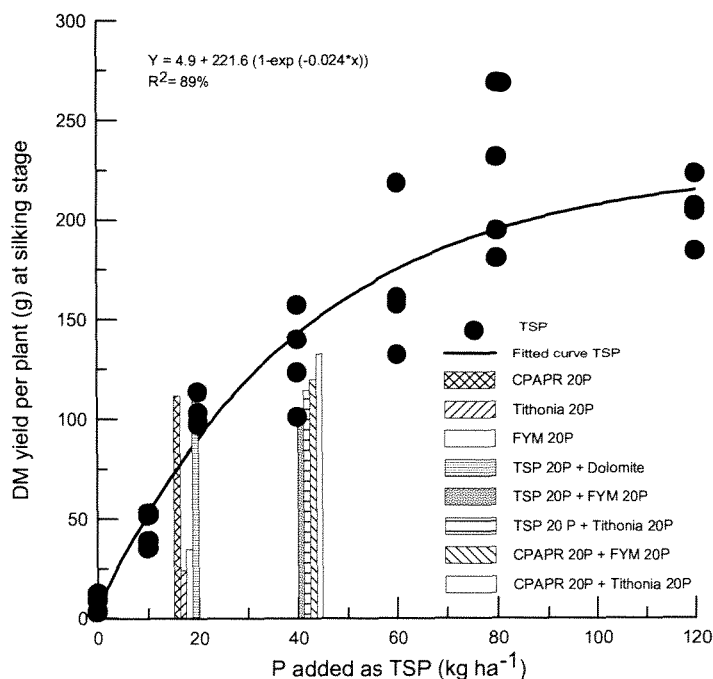 300
250
200
150
100
50
0
DM yield per plant (g) at silking stage
Y = 4.9 + 221.6 (1-exp (-0.024*x))
R²= 89%
TSP
Fitted curve TSP
CPAPR 20P
Tithonia 20P
FYM 20P
TSP 20P + Dolomite
TSP 20P + FYM 20P
TSP 20 P + Tithonia 20P
CPAPR 20P + FYM 20P
CPAPR 20P + Tithonia 20P
0 20 40 60 80 100 120
P added as TSP (kg ha⁻¹)